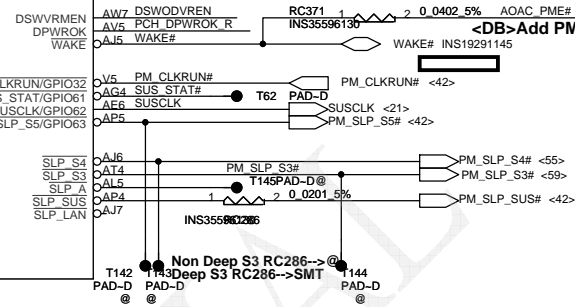 DSWVRMEN AW7 DSWODVREN RC371 1 2 0_0402_5% AOAC_PME#
DPWROK AV5 PCH_DPWROK_R INS35596130
<DB>Add PM
WAKE AJ5 WAKE# WAKE# INS19291145
LKRUN/GPIO32 V5 PM_CLKRUN# PM_CLKRUN# <42>
S_STAT/GPIO61 AG4 SUS_STAT# T62 PAD~D
USCLK/GPIO62 AE6 SUSCLK SUSCLK <21>
SLP_S5/GPIO63 AP5 PM_SLP_S5# <42>
SLP_S4 AJ6 PM_SLP_S4# <55>
SLP_S3 AT4 PM_SLP_S3# PM_SLP_S3# <59>
SLP_A AL5 T145PAD~D@
SLP_SUS AP4 1 2 0_0201_5% PM_SLP_SUS# <42>
SLP_LAN AJ7
RC286
Non Deep S3 RC286-->@
Deep S3 RC286-->SMT
T142 T143 T144
PAD~D PAD~D PAD~D
@ @ @